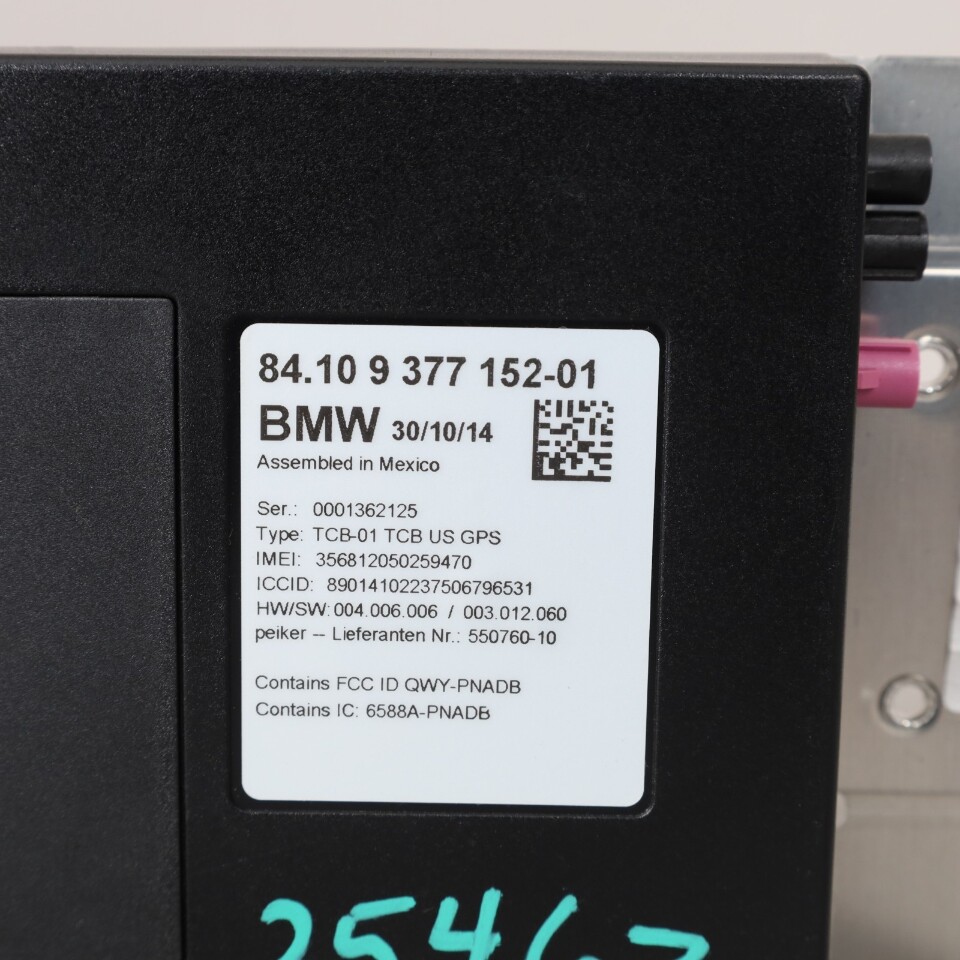 84.10 9 377 152-01
BMW 30/10/14
Assembled in Mexico
Ser.: 0001362125
Type: TCB-01 TCB US GPS
IMEI: 356812050259470
ICCID: 89014102237506796531
HW/SW: 004.006.006 / 003.012.060
peiker -- Lieferanten Nr.: 550760-10
Contains FCC ID QWY-PNADB
Contains IC: 6588A-PNADB